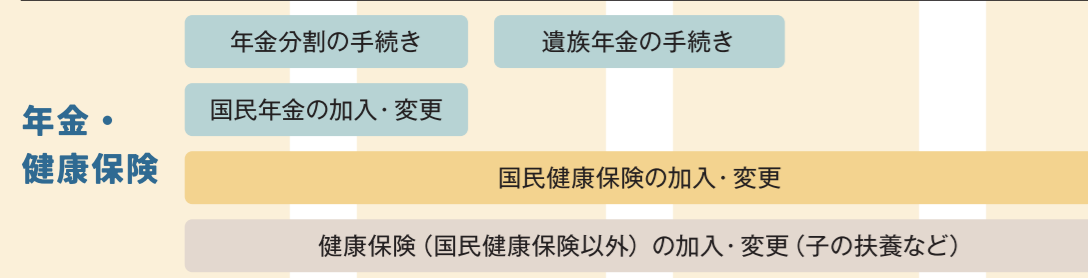 年金・
健康保険
年金分割の手続き
遺族年金の手続き
国民年金の加入・変更
国民健康保険の加入・変更
健康保険（国民健康保険以外）の加入・変更（子の扶養など）